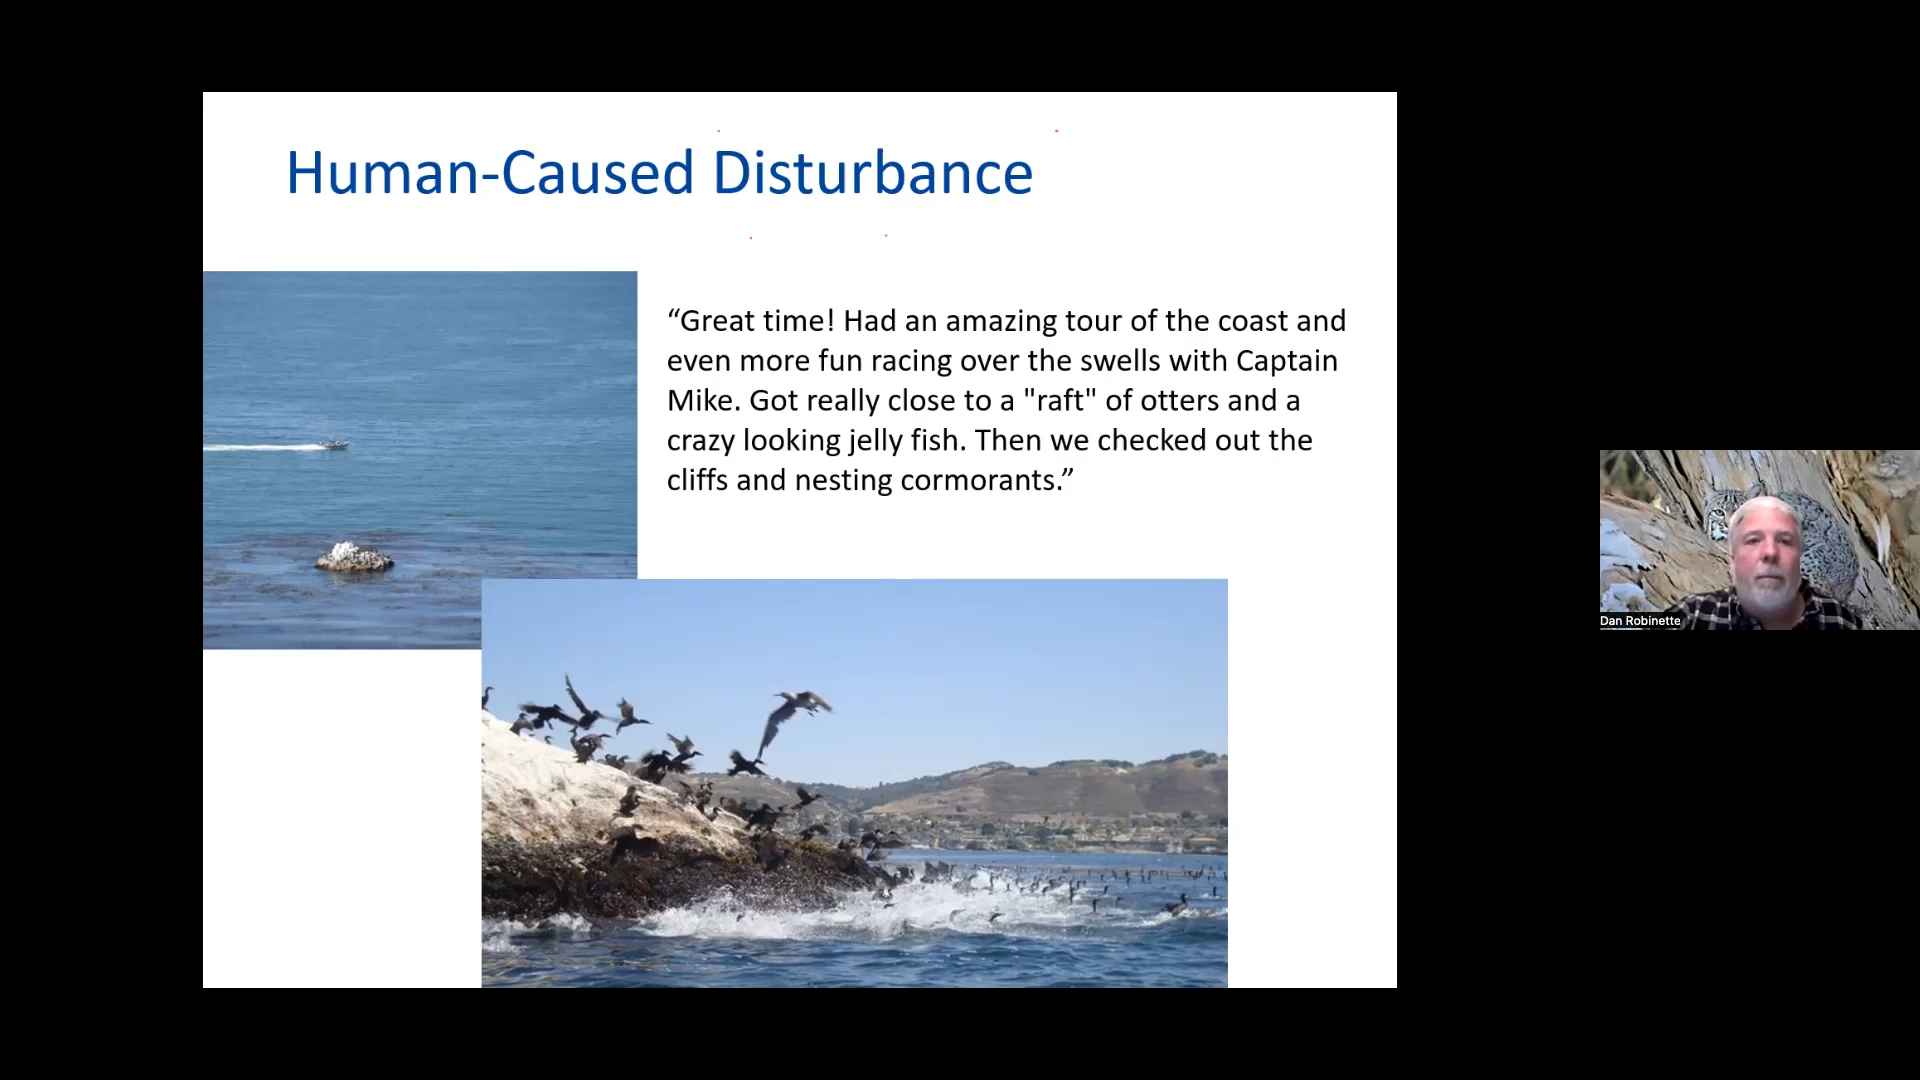 Human-Caused Disturbance
“Great time! Had an amazing tour of the coast and
even more fun racing over the swells with Captain
Mike. Got really close to a "raft" of otters and a
crazy looking jelly fish. Then we checked out the
cliffs and nesting cormorants.”
Dan Robinette